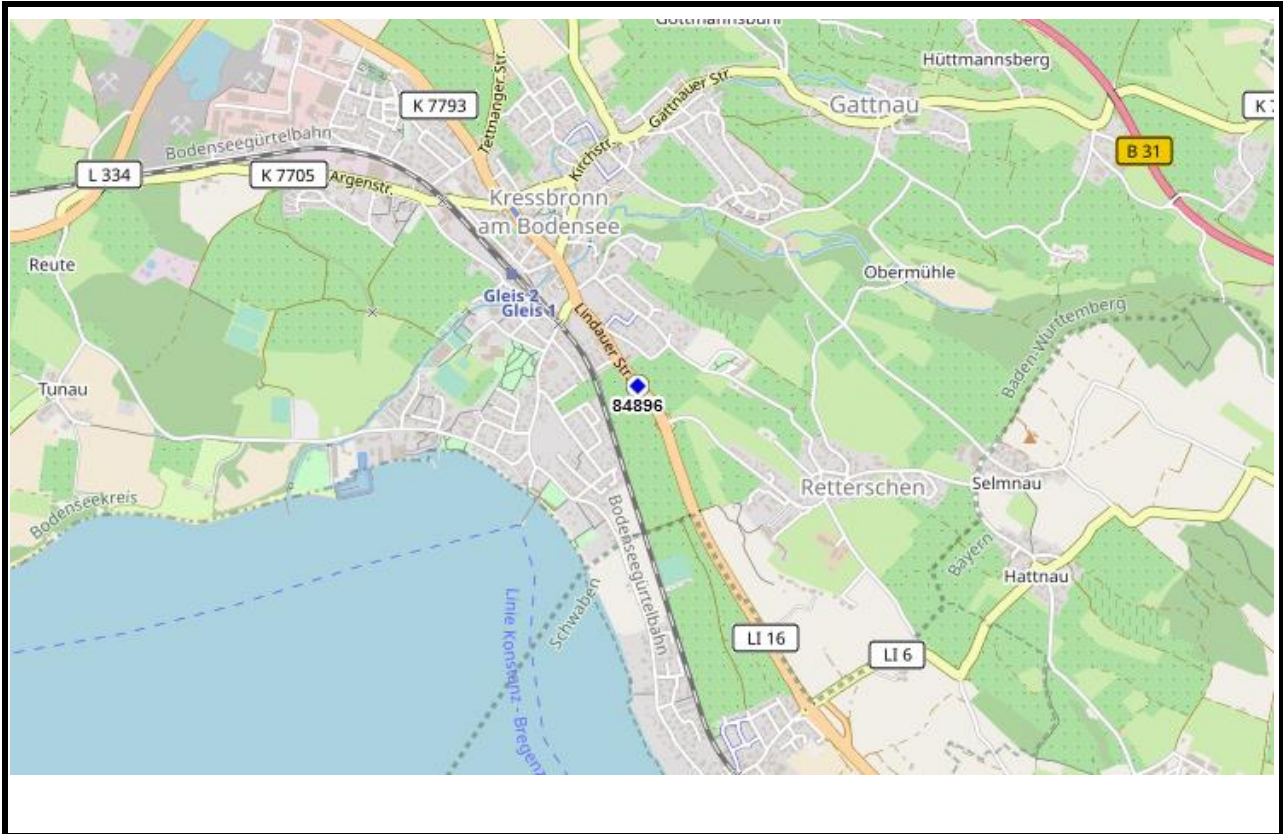 Göttmannsbühl
Hüttmannsberg
K 7793
Tettnanger Str.
Gattnauer Str.
Gattnau
B 31
Bodenseegürtelbahn
Kirchstr.
L 334
K 7705
Argenstr.
Kressbronn
am Bodensee
Reute
Gleis 2
Gleis 1
Obermühle
Baden-Württemberg
Lindauer Str.
Tunau
84896
Retterschen
Selmnau
Bodenseekreis
Bodenseegürtelbahn
Bayern
Hattnau
Schwaben
Linie Konstanz - Bregenz
LI 16
LI 6